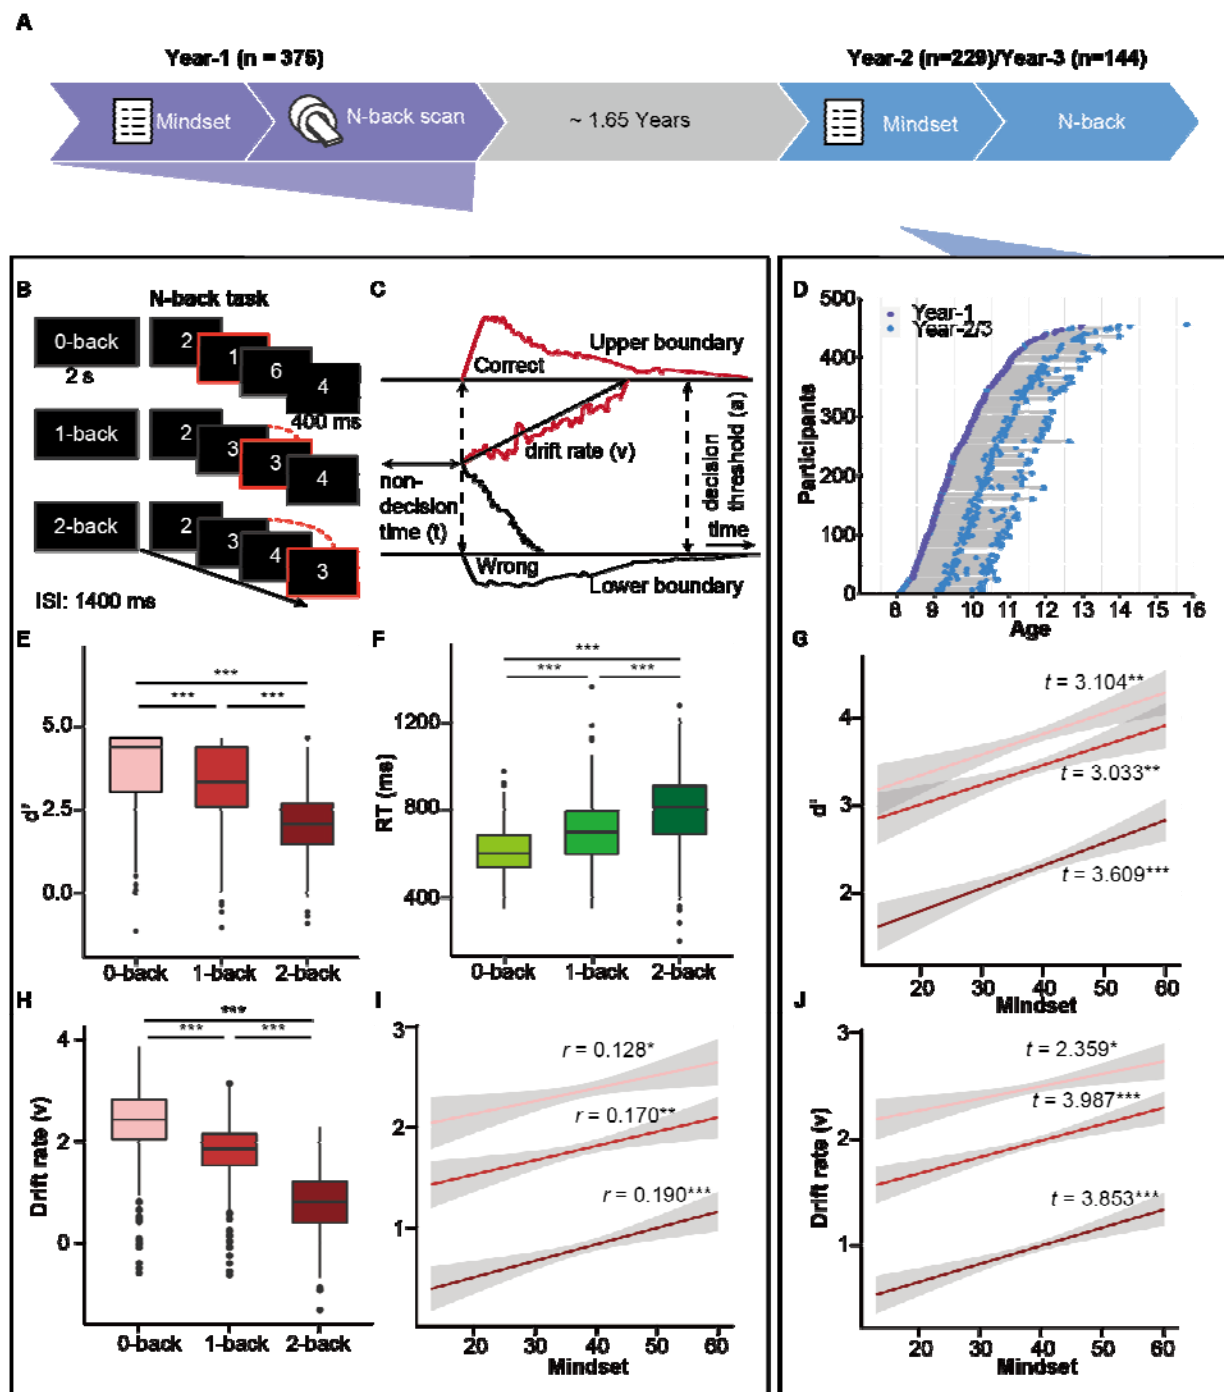 A
Year-1 (n = 375)
Year-2 (n=229)/Year-3 (n=144)
Mindset
N-back scan
~ 1.65 Years
Mindset
N-back
B
N-back task
0-back
2 s
2
1
6
4
400 ms
1-back
2
3
3
4
2-back
2
3
4
3
ISI: 1400 ms
C
Upper boundary
Correct
drift rate (v)
non-
decision
time (t)
decision
threshold (a)
time
Wrong
Lower boundary
D
Year-1
Year-2/3
Participants
500
400
300
200
100
0
8 9 10 11 12 13 14 15 16
Age
E
***
*** ***
d'
5.0
2.5
0.0
0-back 1-back 2-back
F
***
*** ***
RT (ms)
1200
800
400
0-back 1-back 2-back
G
t = 3.104**
t = 3.033**
t = 3.609***
d'
4
3
2
20 30 40 50 60
Mindset
H
***
*** ***
Drift rate (v)
4
2
0
0-back 1-back 2-back
I
r = 0.128*
r = 0.170**
r = 0.190***
3
2
1
20 30 40 50 60
Mindset
J
t = 2.359*
t = 3.987***
t = 3.853***
Drift rate (v)
3
2
1
20 30 40 50 60
Mindset